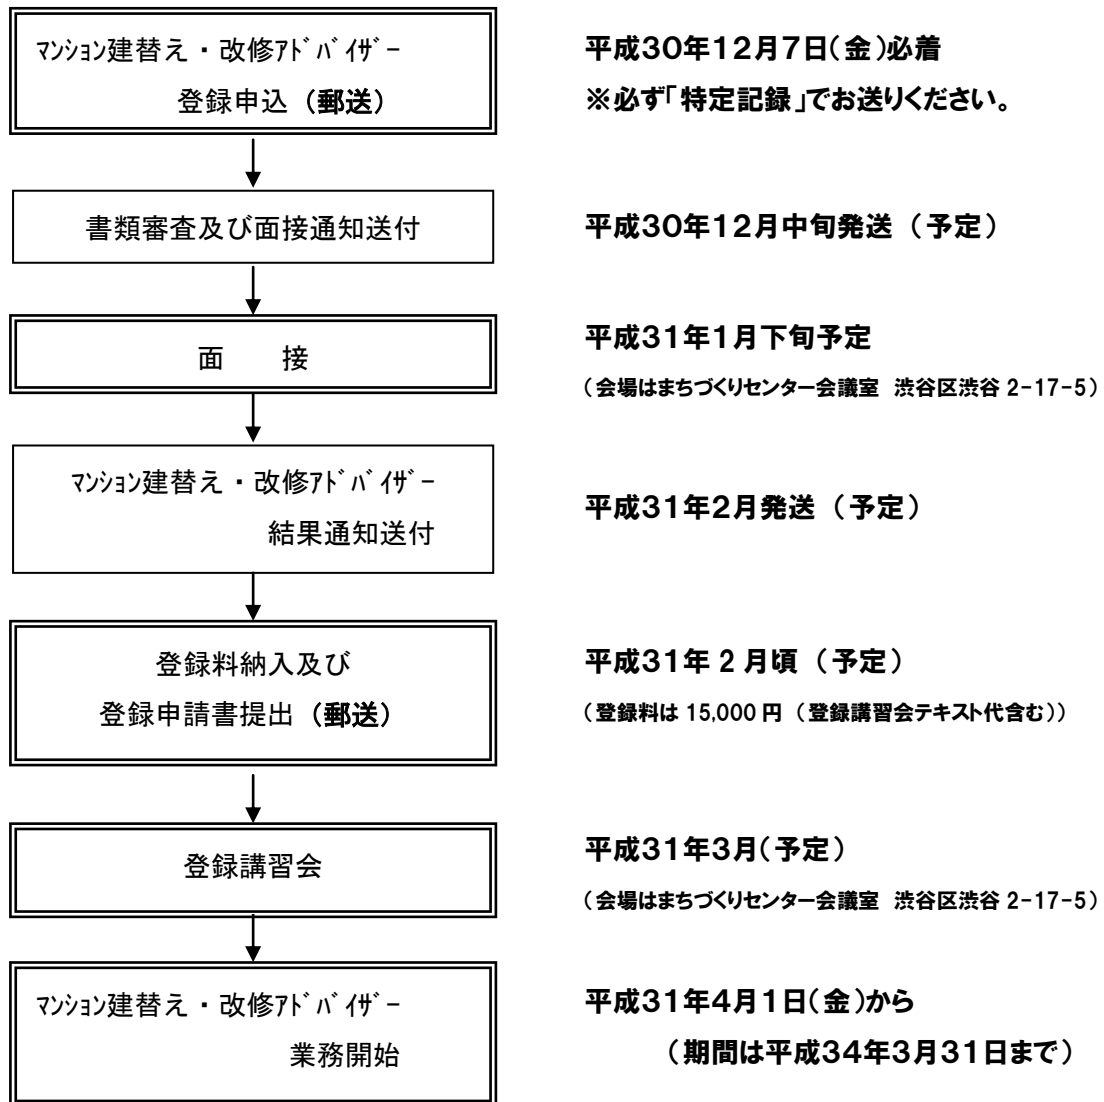 マンション建替え・改修ｱﾄﾞﾊﾞｲｻﾞｰ
登録申込（郵送）
平成30年12月7日（金）必着
※必ず「特定記録」でお送りください。
書類審査及び面接通知送付
平成30年12月中旬発送（予定）
面　　接
平成31年1月下旬予定
（会場はまちづくりセンター会議室　渋谷区渋谷 2-17-5）
ﾏﾝｼｮﾝ建替え・改修ｱﾄﾞﾊﾞｲｻﾞｰ
結果通知送付
平成31年2月発送（予定）
登録料納入及び
登録申請書提出（郵送）
平成31年 2 月頃（予定）
（登録料は 15,000 円（登録講習会テキスト代含む））
登録講習会
平成31年3月（予定）
（会場はまちづくりセンター会議室　渋谷区渋谷 2-17-5）
ﾏﾝｼｮﾝ建替え・改修ｱﾄﾞﾊﾞｲｻﾞｰ
業務開始
平成31年4月1日（金）から
（期間は平成34年3月31日まで）